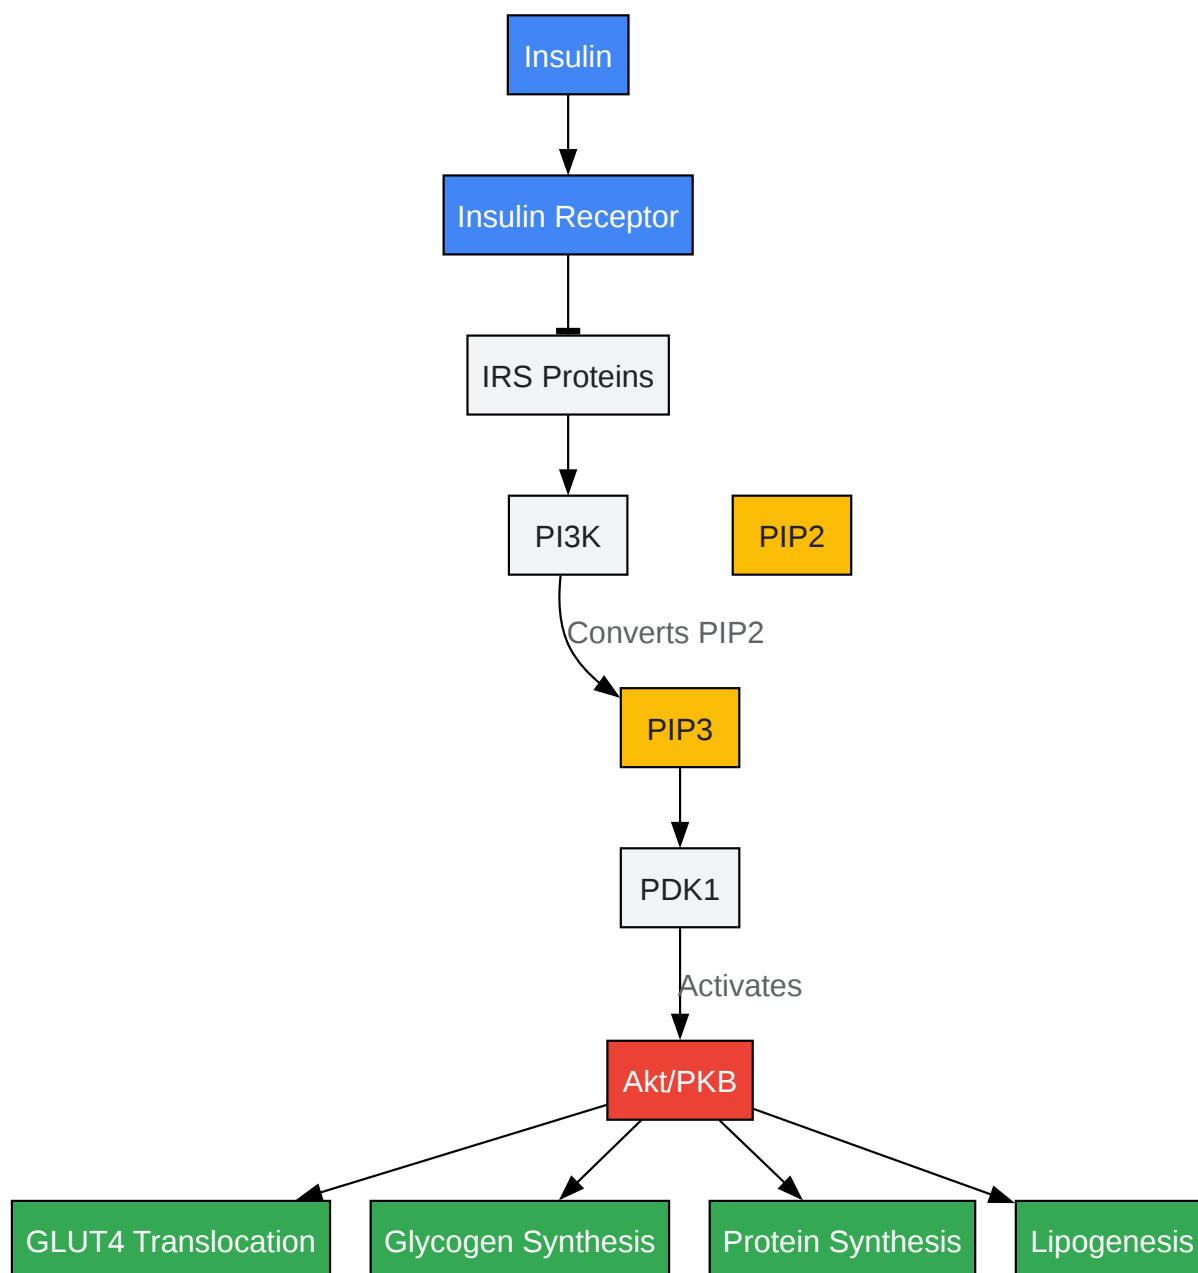 Insulin
Insulin Receptor
IRS Proteins
PI3K
PIP2
Converts PIP2
PIP3
PDK1
Activates
Akt/PKB
GLUT4 Translocation
Glycogen Synthesis
Protein Synthesis
Lipogenesis